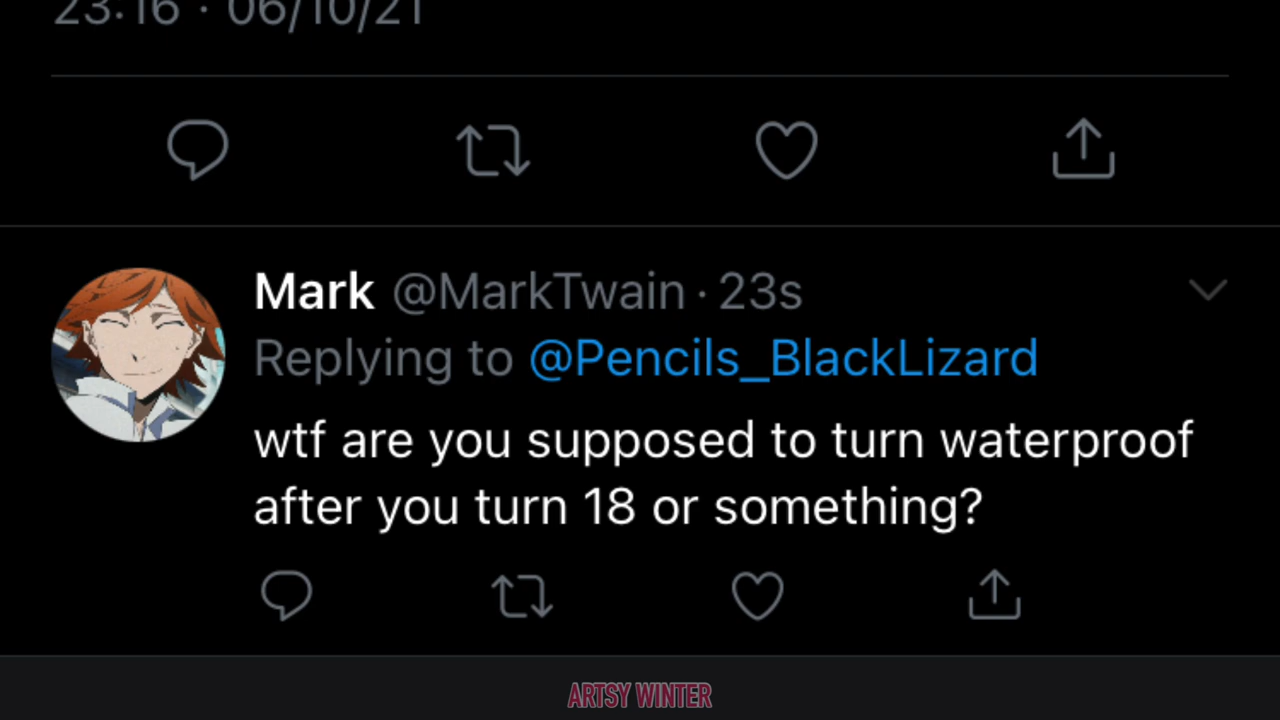 23:16 · 06/10/21
Mark @MarkTwain · 23s
Replying to @Pencils_BlackLizard
wtf are you supposed to turn waterproof
after you turn 18 or something?
ARTSY WINTER